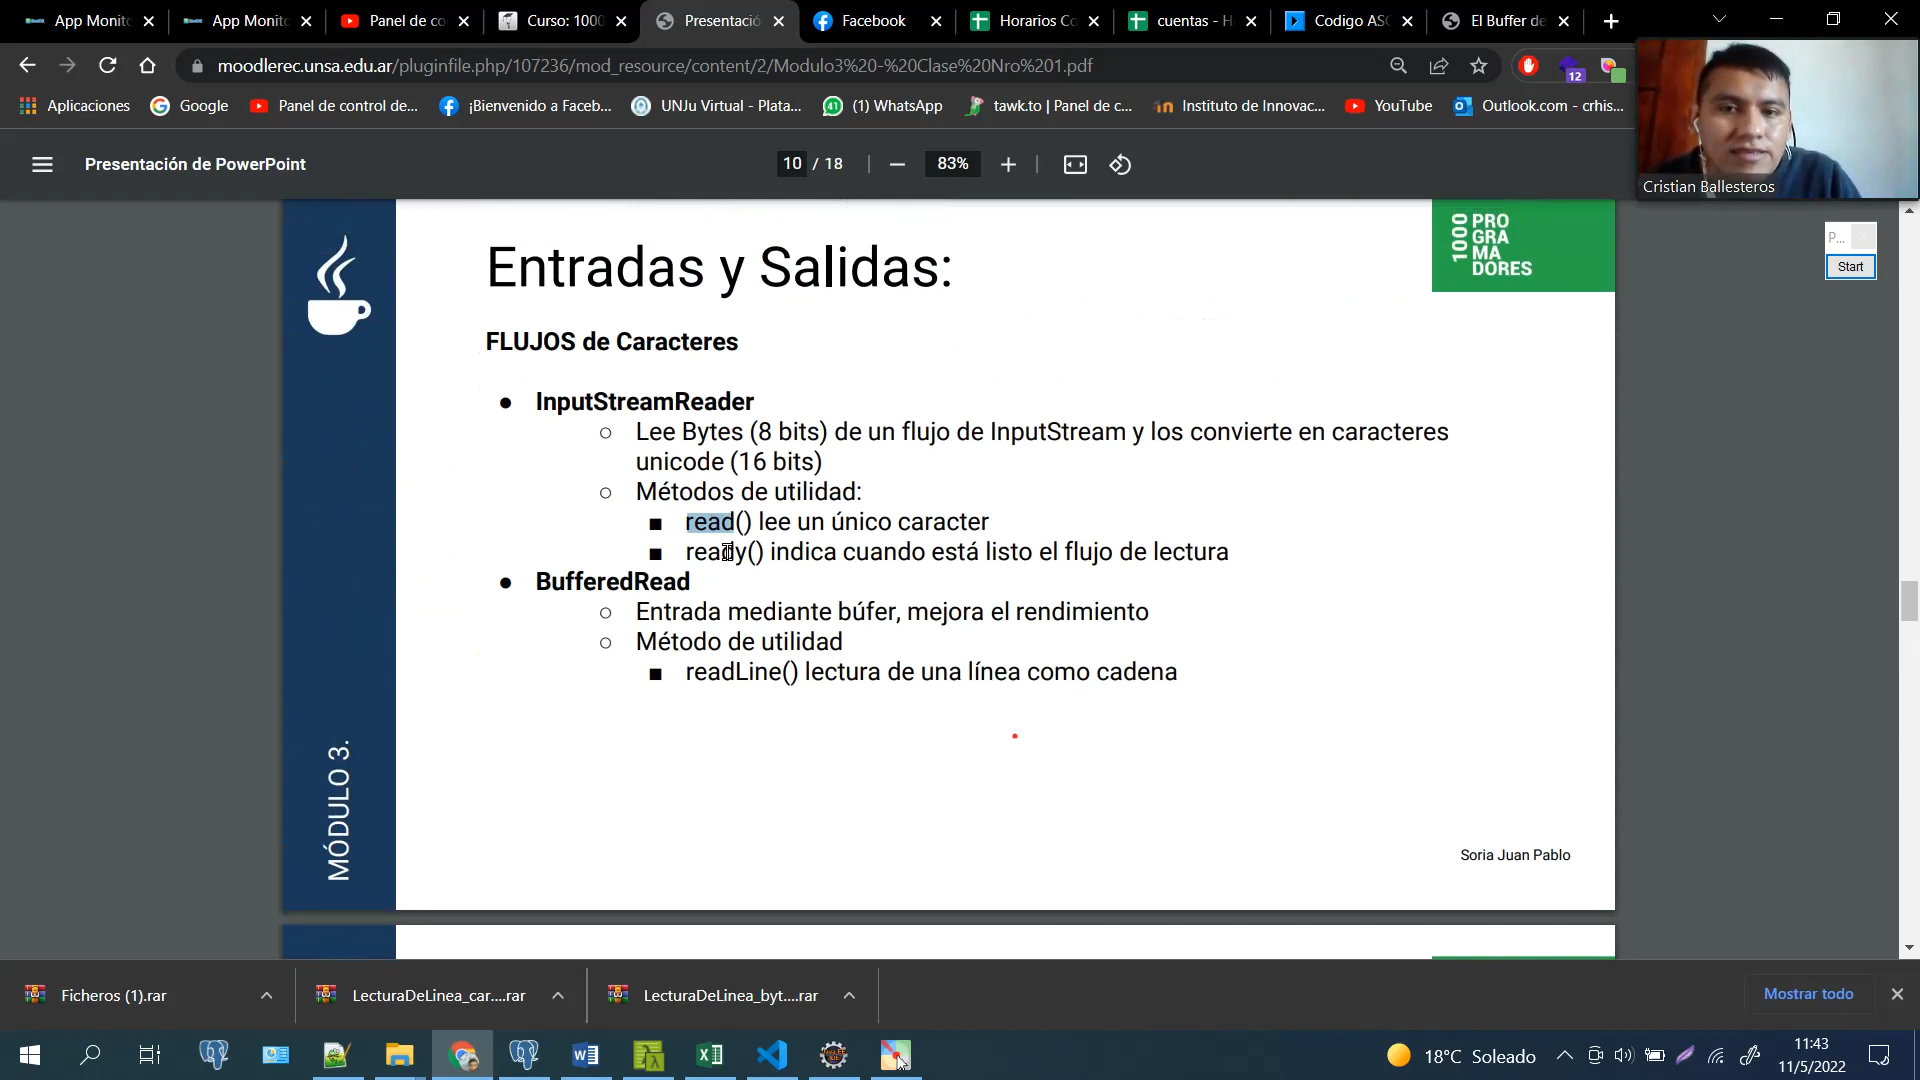 App Monito
App Monito
Panel de co
Curso: 1000
Presentació
Facebook
Horarios Co
cuentas - H
Codigo ASC
El Buffer de
moodlerec.unsa.edu.ar/pluginfile.php/107236/mod_resource/content/2/Modulo3%20-%20Clase%20Nro%201.pdf
12
Aplicaciones
Google
Panel de control de...
¡Bienvenido a Faceb...
UNJu Virtual - Plata...
41
(1) WhatsApp
tawk.to | Panel de c...
Instituto de Innovac...
YouTube
Outlook.com - crhis...
Cristian Ballesteros
Presentación de PowerPoint
10 / 18
83%
P...
Start
1000
PRO
GRA
MA
DORES
Entradas y Salidas:
FLUJOS de Caracteres
● InputStreamReader
○ Lee Bytes (8 bits) de un flujo de InputStream y los convierte en caracteres
unicode (16 bits)
○ Métodos de utilidad:
■ read() lee un único caracter
■ ready() indica cuando está listo el flujo de lectura
● BufferedRead
○ Entrada mediante búfer, mejora el rendimiento
○ Método de utilidad
■ readLine() lectura de una línea como cadena
MÓDULO 3.
Soria Juan Pablo
Ficheros (1).rar
LecturaDeLinea_car....rar
LecturaDeLinea_byt....rar
Mostrar todo
18°C Soleado
11:43
11/5/2022